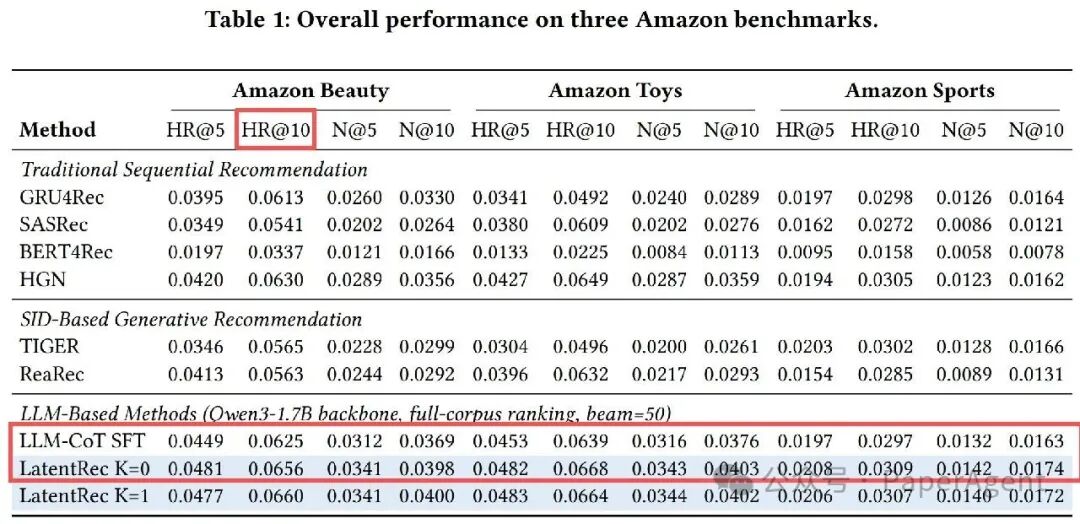 Table 1: Overall performance on three Amazon benchmarks.
Amazon Beauty Amazon Toys Amazon Sports
Method HR@5 HR@10 N@5 N@10 HR@5 HR@10 N@5 N@10 HR@5 HR@10 N@5 N@10
Traditional Sequential Recommendation
GRU4Rec 0.0395 0.0613 0.0260 0.0330 0.0341 0.0492 0.0240 0.0289 0.0197 0.0298 0.0126 0.0164
SASRec 0.0349 0.0541 0.0202 0.0264 0.0380 0.0609 0.0202 0.0276 0.0162 0.0272 0.0086 0.0121
BERT4Rec 0.0197 0.0337 0.0121 0.0166 0.0133 0.0225 0.0084 0.0113 0.0095 0.0158 0.0058 0.0078
HGN 0.0420 0.0630 0.0289 0.0356 0.0427 0.0649 0.0287 0.0359 0.0194 0.0305 0.0123 0.0162
SID-Based Generative Recommendation
TIGER 0.0346 0.0565 0.0228 0.0299 0.0304 0.0496 0.0200 0.0261 0.0203 0.0302 0.0128 0.0166
ReaRec 0.0413 0.0563 0.0244 0.0292 0.0396 0.0632 0.0217 0.0293 0.0154 0.0285 0.0089 0.0131
LLM-Based Methods (Qwen3-1.7B backbone, full-corpus ranking, beam=50)
LLM-CoT SFT 0.0449 0.0625 0.0312 0.0369 0.0453 0.0639 0.0316 0.0376 0.0197 0.0297 0.0132 0.0163
LatentRec K=0 0.0481 0.0656 0.0341 0.0398 0.0482 0.0668 0.0343 0.0403 0.0208 0.0309 0.0142 0.0174
LatentRec K=1 0.0477 0.0660 0.0341 0.0400 0.0483 0.0664 0.0344 0.0402 0.0206 0.0307 0.0140 0.0172
公众号 · PaperAgent